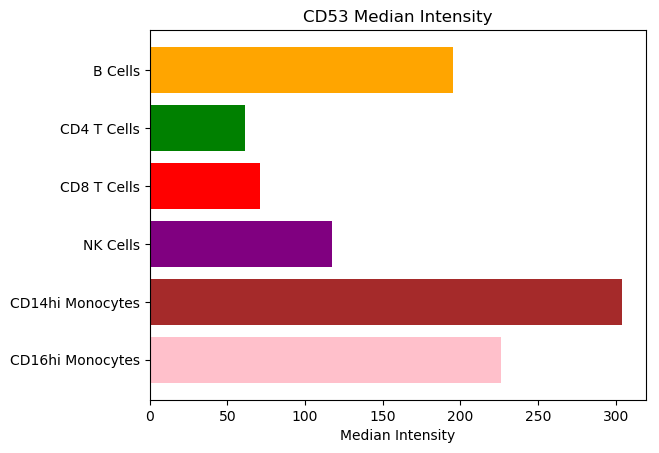 CD53 Median Intensity
B Cells
CD4 T Cells
CD8 T Cells
NK Cells
CD14hi Monocytes
CD16hi Monocytes
0 50 100 150 200 250 300
Median Intensity